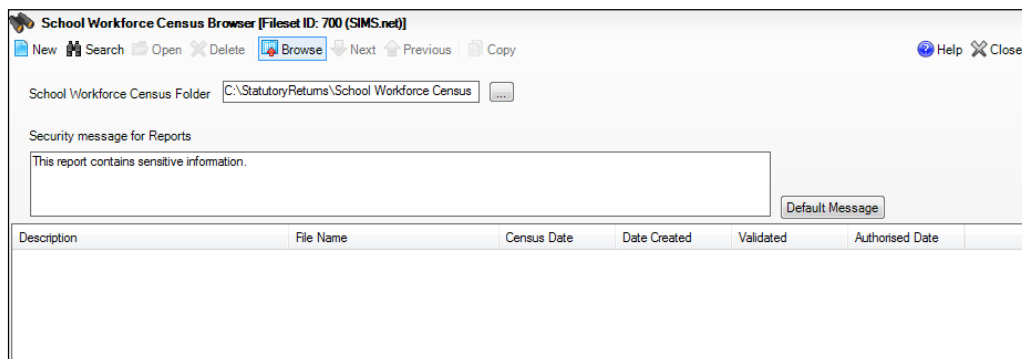 School Workforce Census Browser [Fileset ID: 700 (SIMS.net)]
New Search Open Delete Browse Next Previous Copy Help Close
School Workforce Census Folder C:\StatutoryReturns\School Workforce Census ...
Security message for Reports
This report contains sensitive information.
Default Message
Description File Name Census Date Date Created Validated Authorised Date